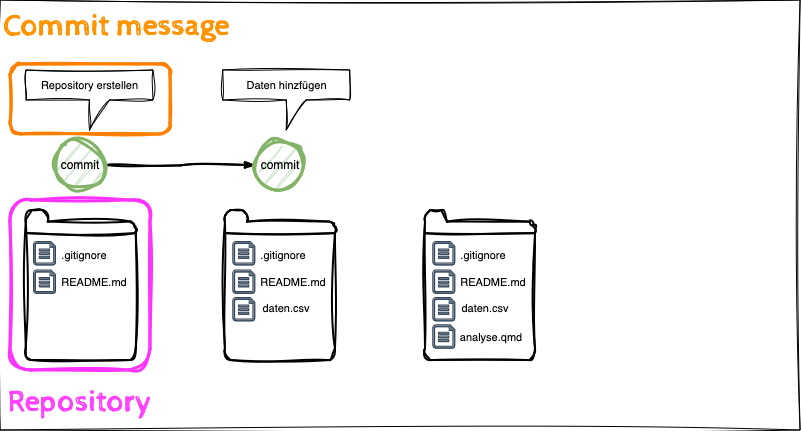 Commit message
Repository erstellen
Daten hinzfügen
commit
commit
.gitignore
README.md
.gitignore
README.md
daten.csv
.gitignore
README.md
daten.csv
analyse.qmd
Repository